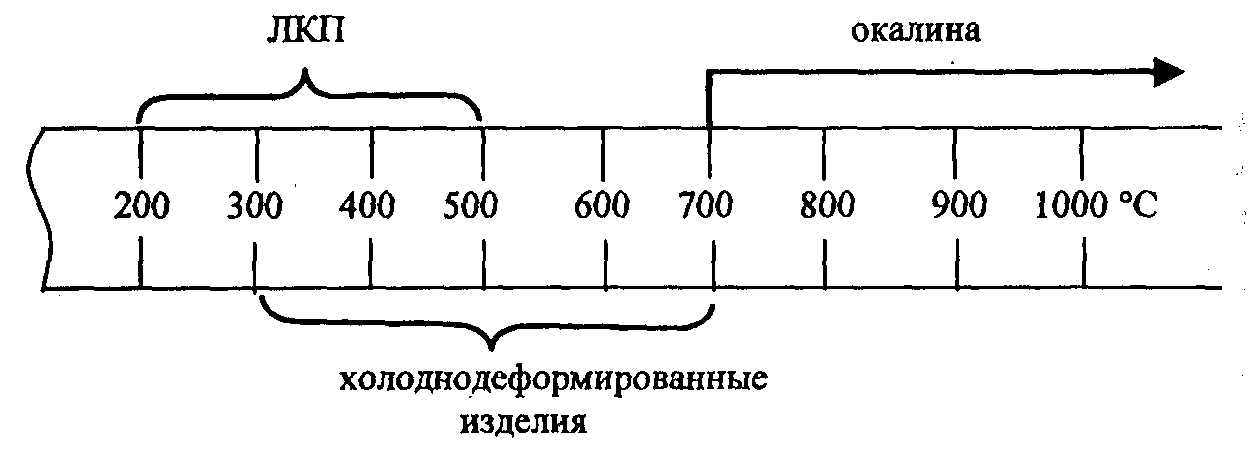 ЛКП
окалина
200 300 400 500 600 700 800 900 1000 °C
холоднодеформированные
изделия